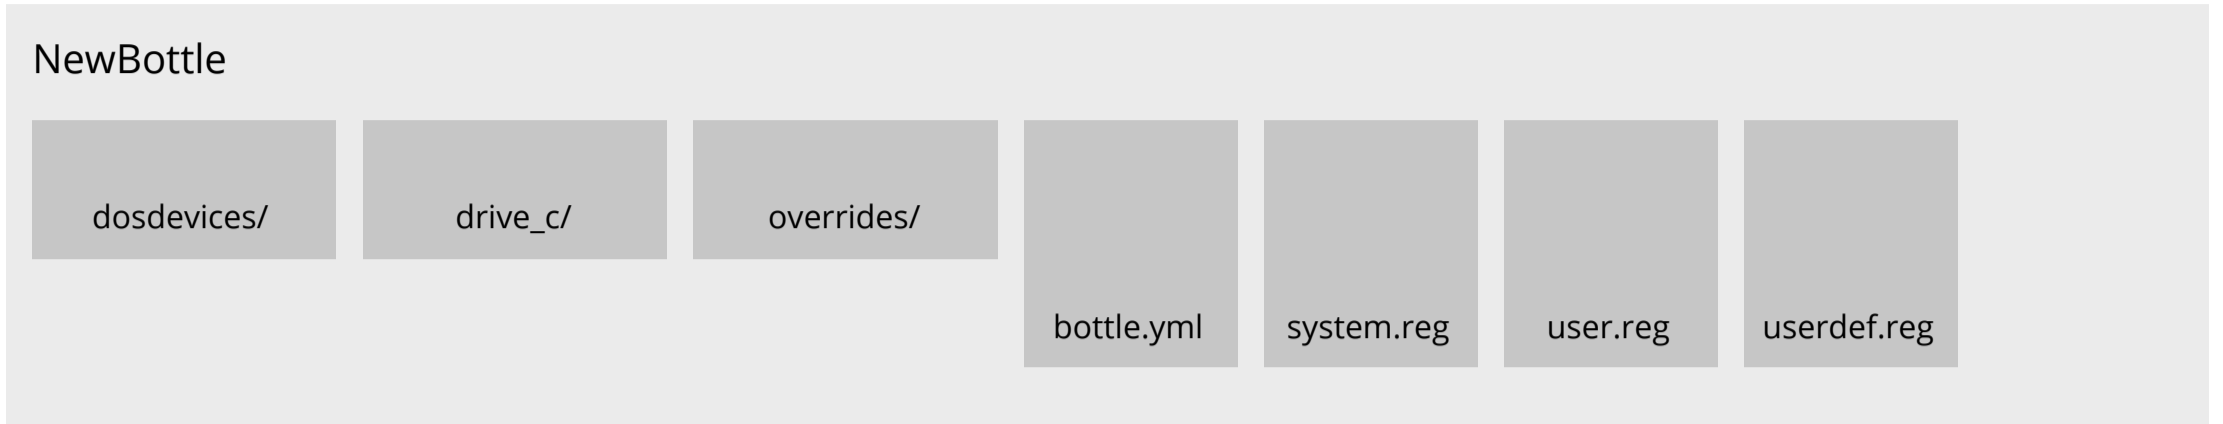 NewBottle
dosdevices/
drive_c/
overrides/
bottle.yml
system.reg
user.reg
userdef.reg